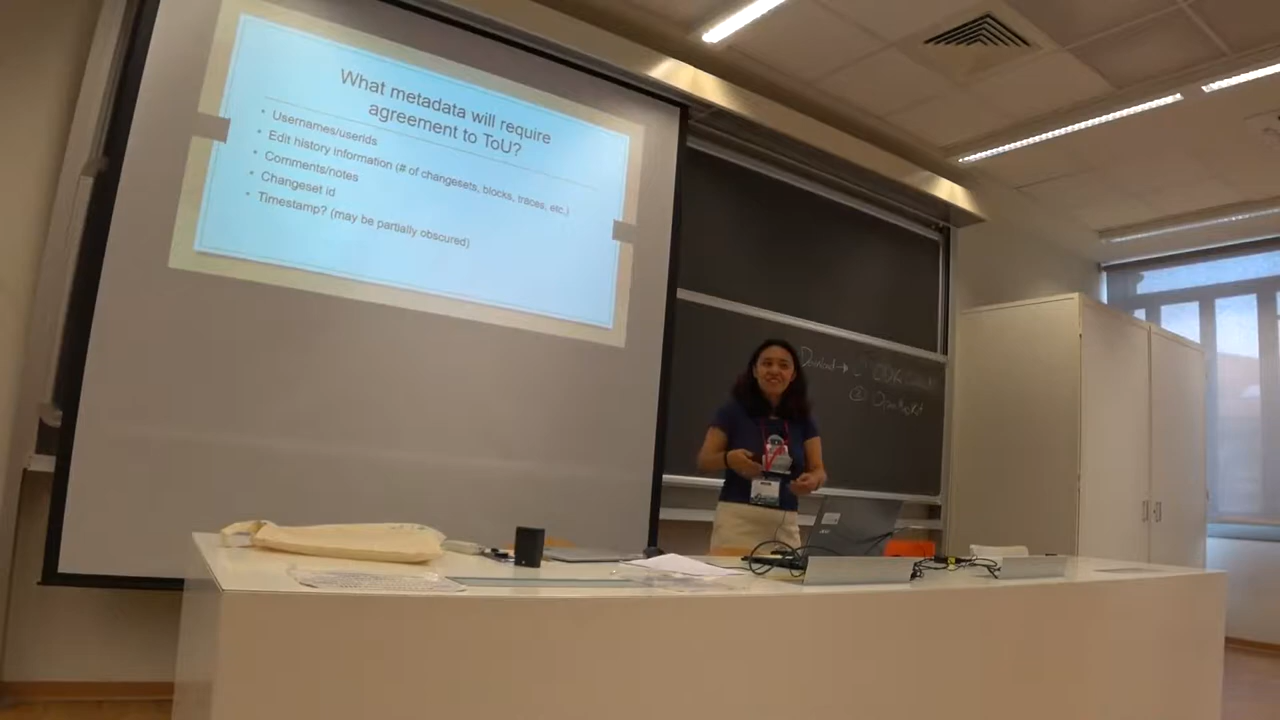 What metadata will require
agreement to ToU?
• Usernames/userids
• Edit history information (# of changesets, blocks, traces, etc.)
• Comments/notes
• Changeset id
• Timestamp? (may be partially obscured)
Download →